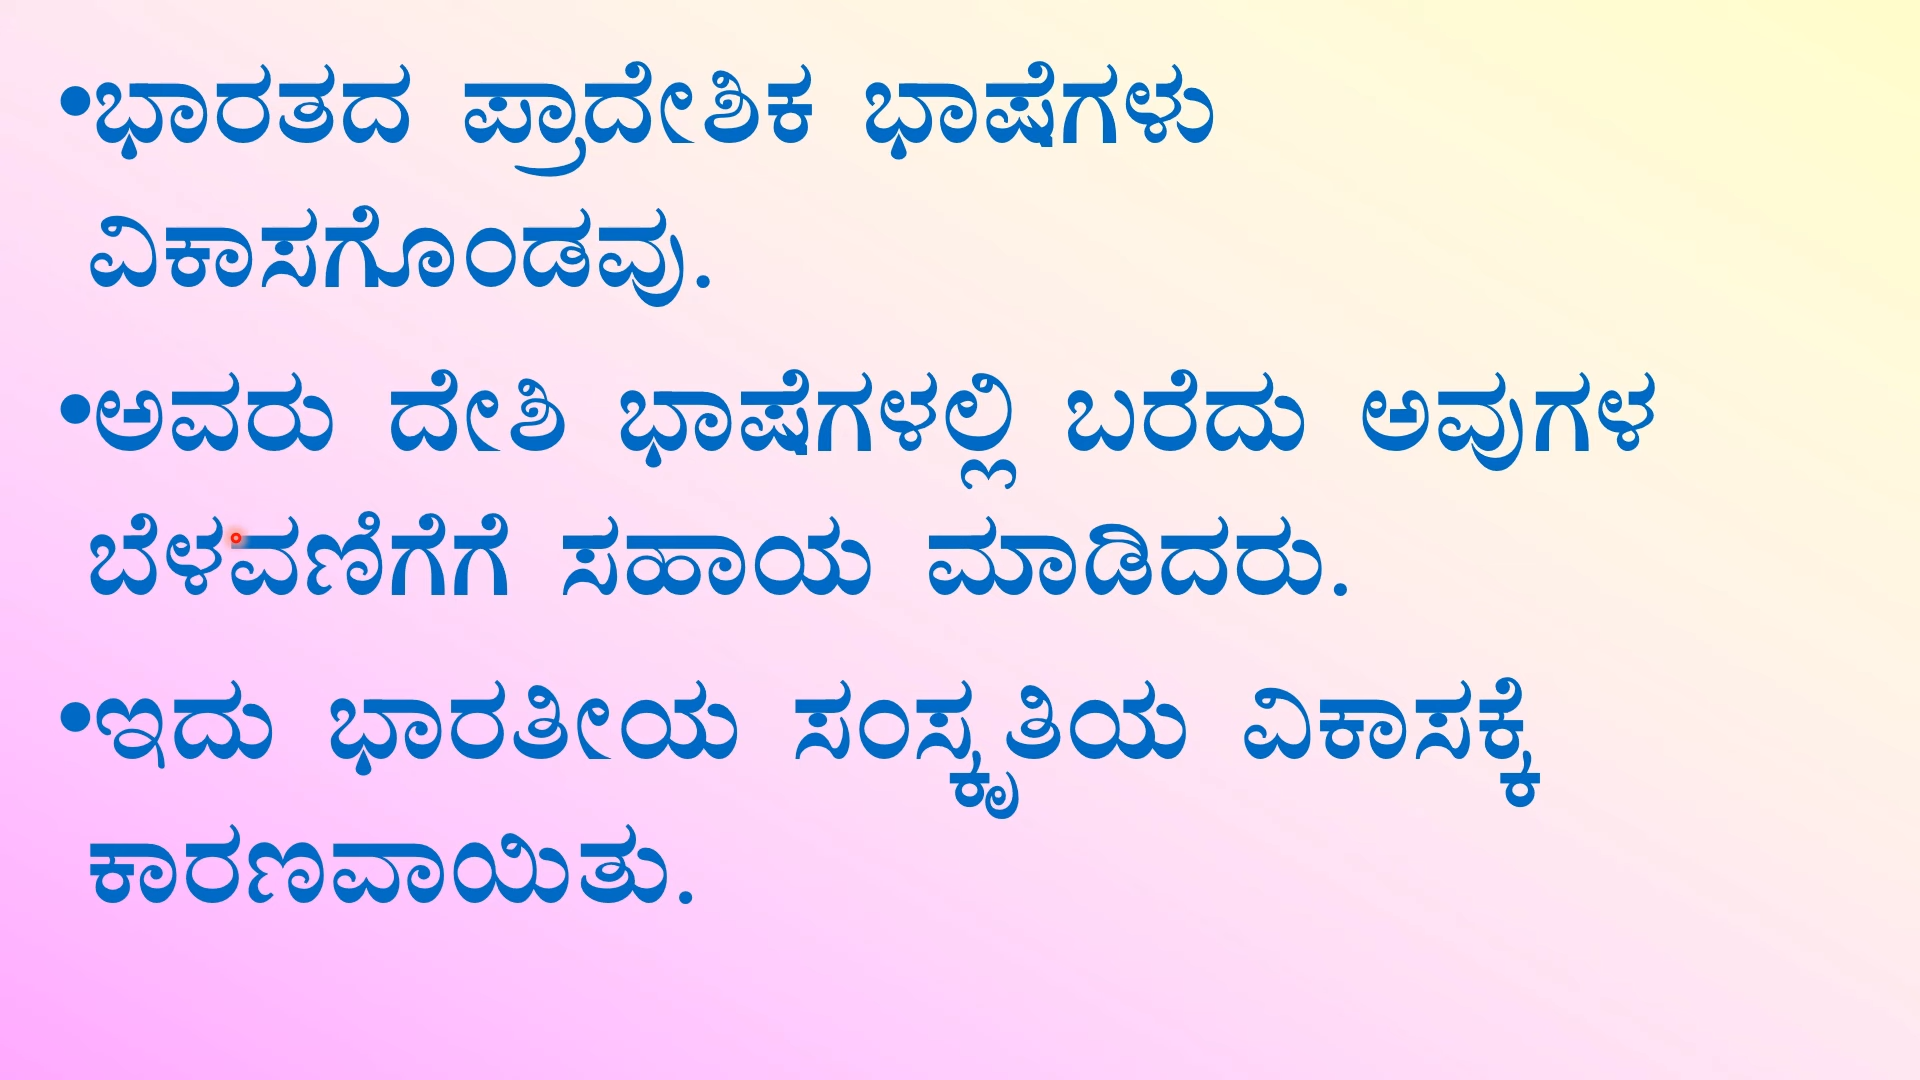 •ಭಾರತದ ಪ್ರಾದೇಶಿಕ ಭಾಷೆಗಳು
ವಿಕಾಸಗೊಂಡವು.
•ಅವರು ದೇಶಿ ಭಾಷೆಗಳಲ್ಲಿ ಬರೆದು ಅವುಗಳ
ಬೆಳವಣಿಗೆಗೆ ಸಹಾಯ ಮಾಡಿದರು.
•ಇದು ಭಾರತೀಯ ಸಂಸ್ಕೃತಿಯ ವಿಕಾಸಕ್ಕೆ
ಕಾರಣವಾಯಿತು.